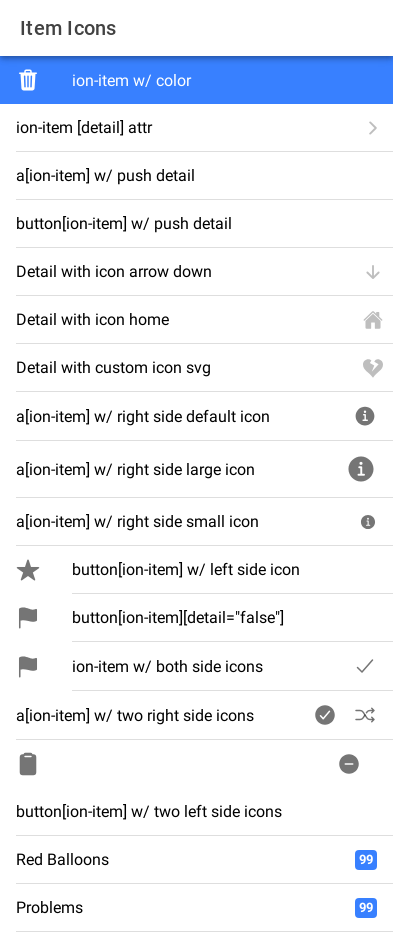 Item Icons
ion-item w/ color
ion-item [detail] attr
a[ion-item] w/ push detail
button[ion-item] w/ push detail
Detail with icon arrow down
Detail with icon home
Detail with custom icon svg
a[ion-item] w/ right side default icon
a[ion-item] w/ right side large icon
a[ion-item] w/ right side small icon
button[ion-item] w/ left side icon
button[ion-item][detail="false"]
ion-item w/ both side icons
a[ion-item] w/ two right side icons
button[ion-item] w/ two left side icons
Red Balloons 99
Problems 99